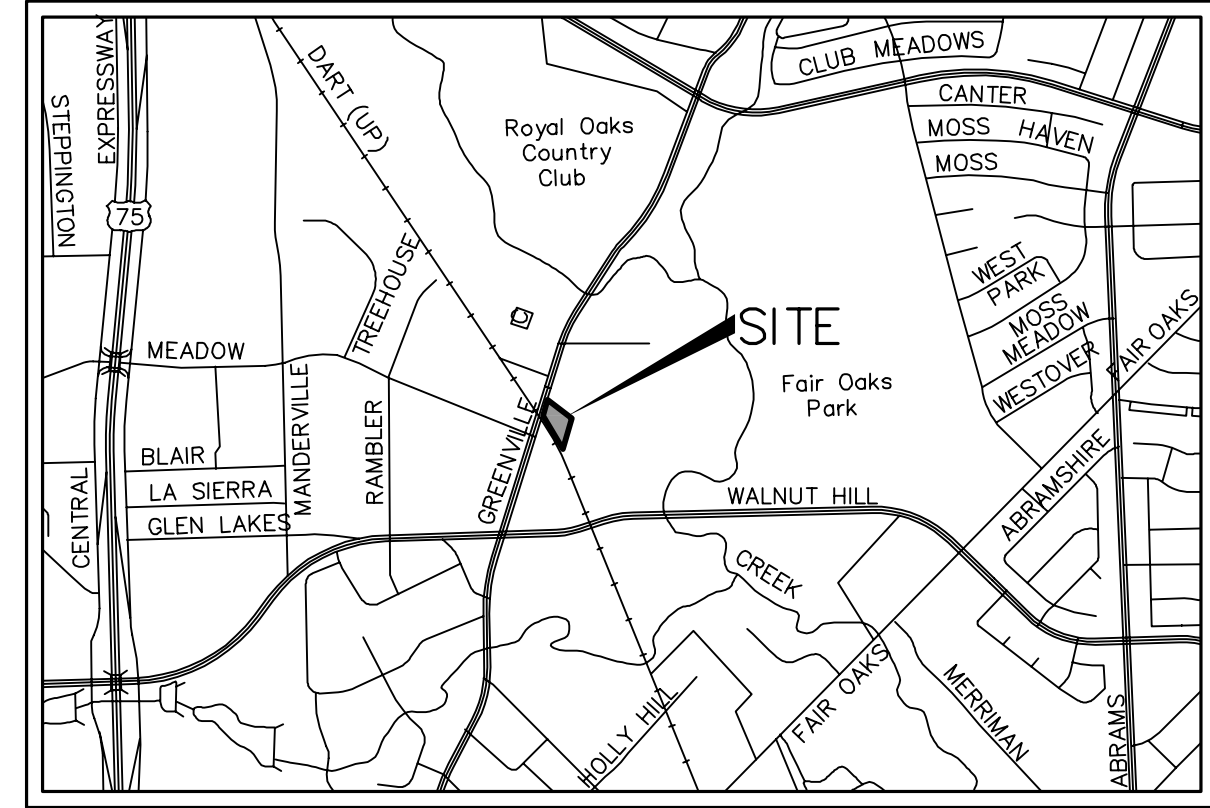 STEPPINGTON
EXPRESSWAY
75
DART (UP)
Royal Oaks
Country
Club
CLUB MEADOWS
CANTER
MOSS HAVEN
MOSS
WEST
PARK
MOSS
MEADOW
WESTOVER
FAIR OAKS
TREEHOUSE
MEADOW
SITE
Fair Oaks
Park
MANDERVILLE
RAMBLER
GREENVILLE
BLAIR
LA SIERRA
GLEN LAKES
CENTRAL
WALNUT HILL
ABRAMSHIRE
CREEK
HOLLY HILL
FAIR OAKS
MERRIMAN
ABRAMS